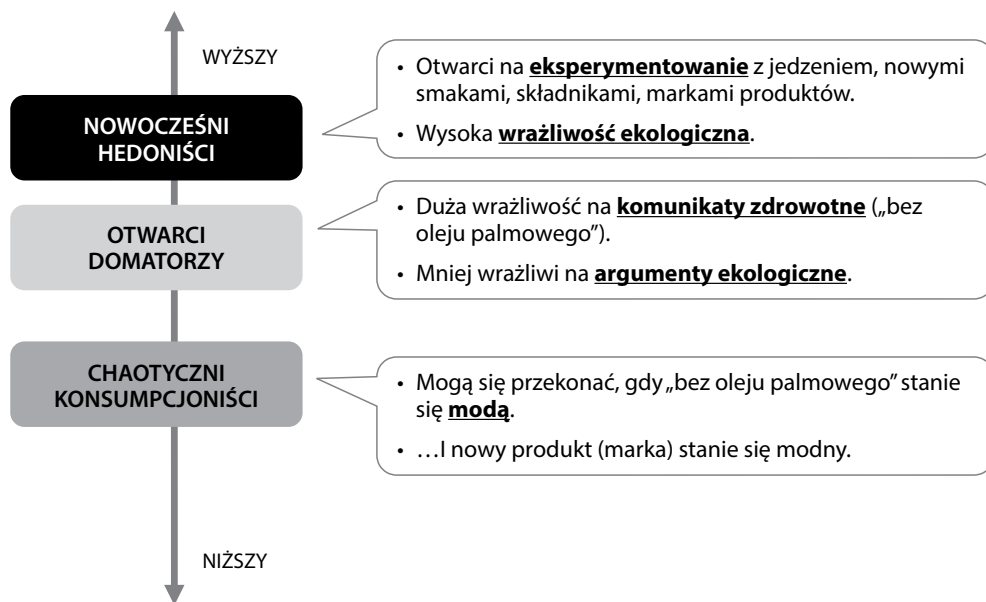 WYŻSZY
NOWOCZEŚNI
HEDONIŚCI
• Otwarci na eksperymentowanie z jedzeniem, nowymi
smakami, składnikami, markami produktów.
• Wysoka wrażliwość ekologiczna.
OTWARCI
DOMATORZY
• Duża wrażliwość na komunikaty zdrowotne („bez
oleju palmowego”).
• Mniej wrażliwi na argumenty ekologiczne.
CHAOTYCZNI
KONSUMPCJONIŚCI
• Mogą się przekonać, gdy „bez oleju palmowego” stanie
się modą.
• …I nowy produkt (marka) stanie się modny.
NIŻSZY